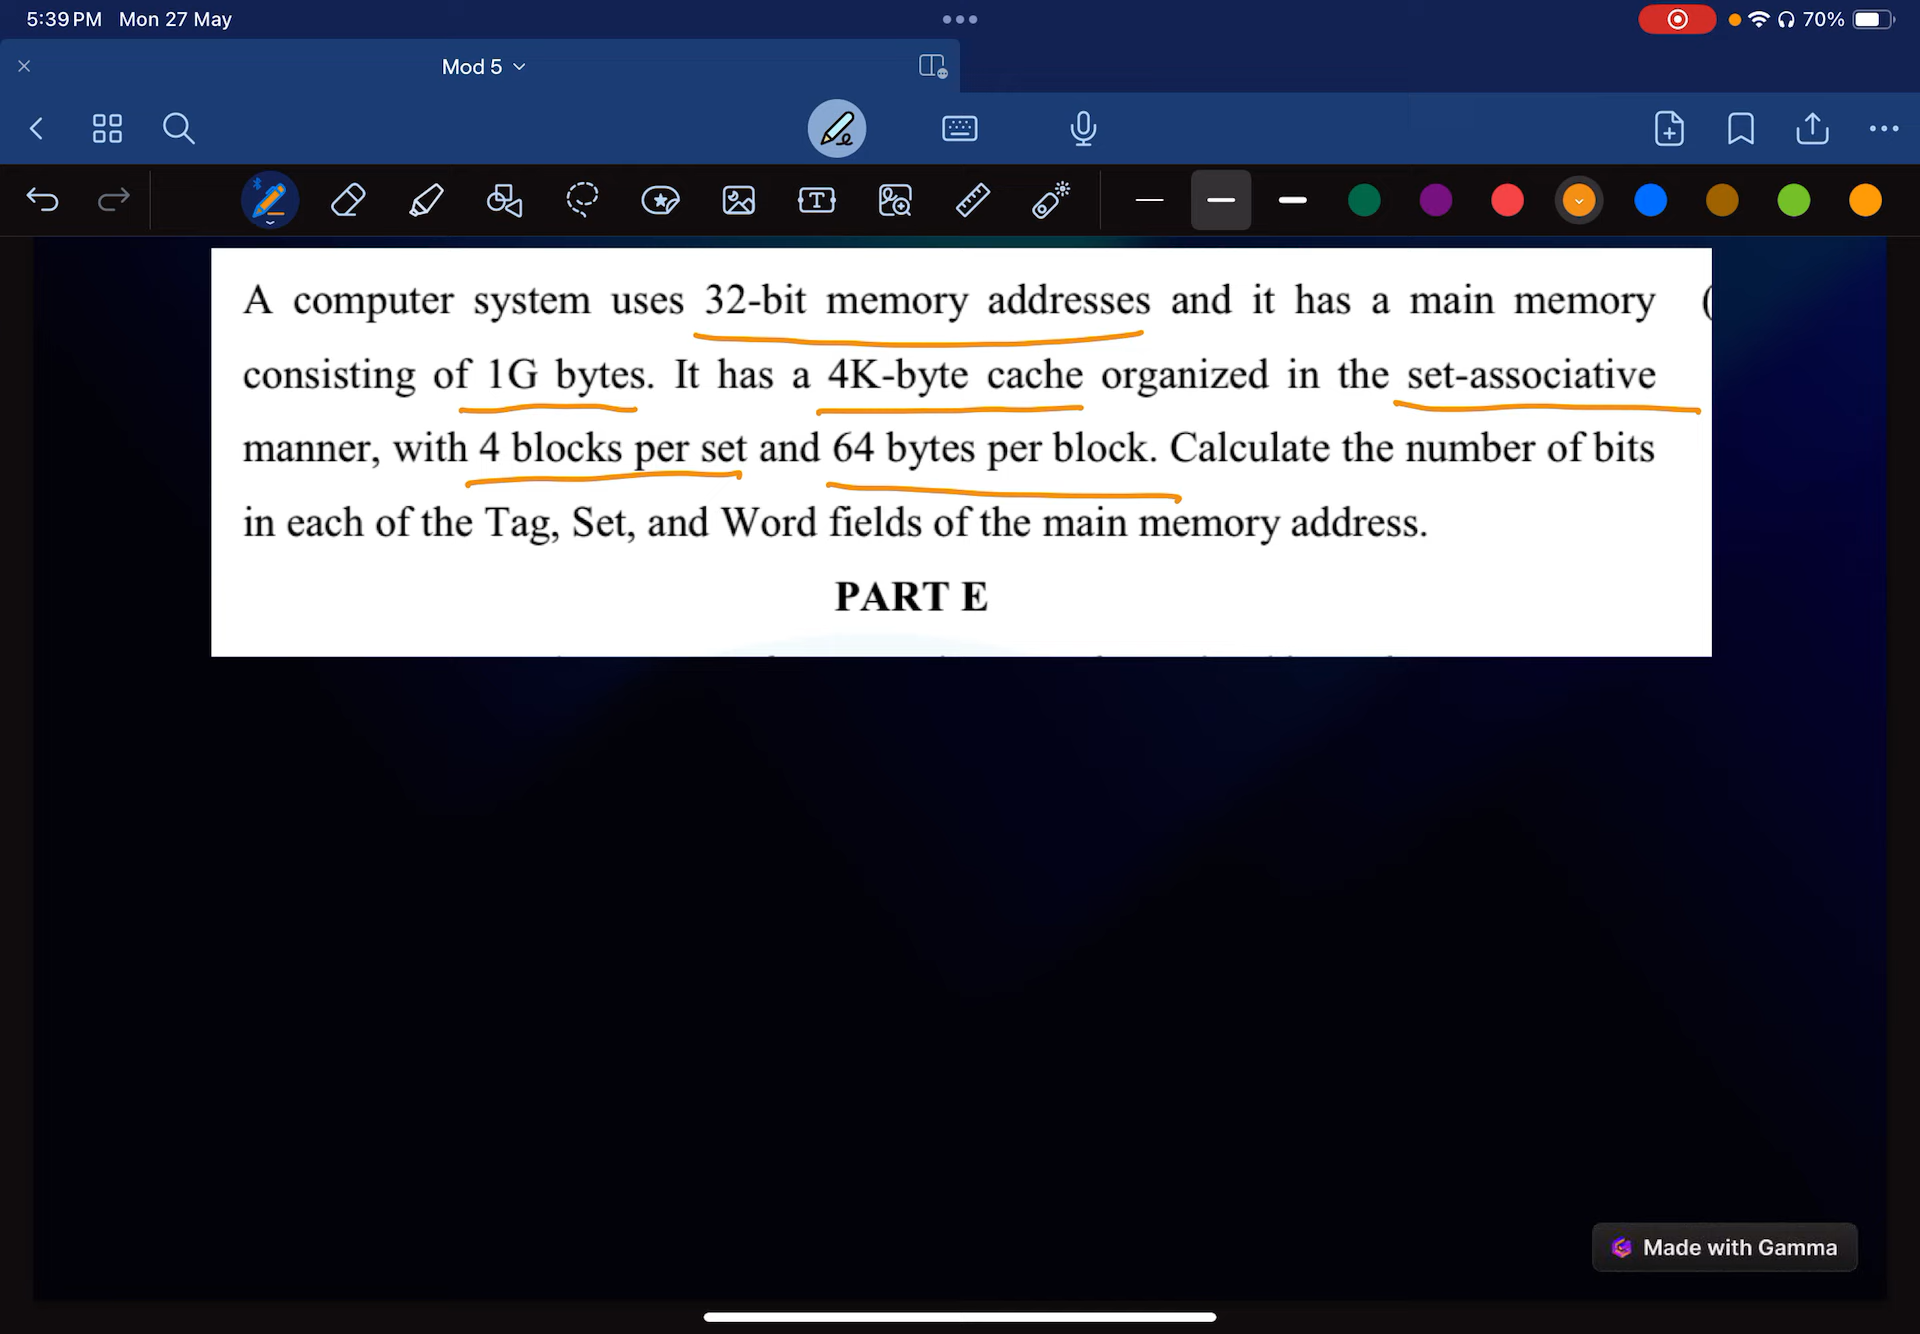 5:39 PM Mon 27 May
70%
Mod 5
A computer system uses 32-bit memory addresses and it has a main memory (
consisting of 1G bytes. It has a 4K-byte cache organized in the set-associative
manner, with 4 blocks per set and 64 bytes per block. Calculate the number of bits
in each of the Tag, Set, and Word fields of the main memory address.
PART E
Made with Gamma